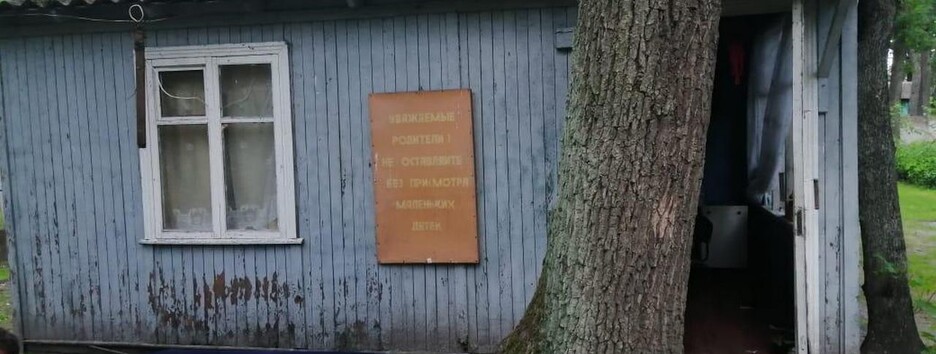 УВАЖАЕМЫЕ
РОДИТЕЛИ!
НЕ ОСТАВЛЯЙТЕ
БЕЗ ПРИСМОТРА
МАЛЕНЬКИХ
ДЕТЕЙ